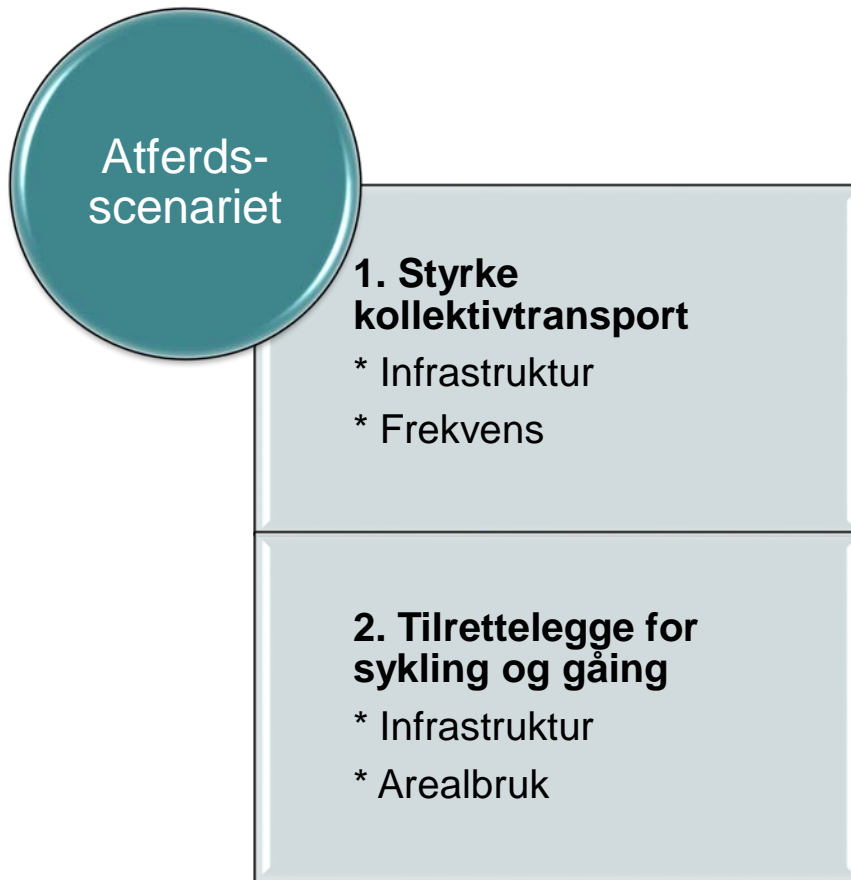 Atferds-
scenariet
1. Styrke
kollektivtransport
* Infrastruktur
* Frekvens
2. Tilrettelegge for
sykling og gåing
* Infrastruktur
* Arealbruk